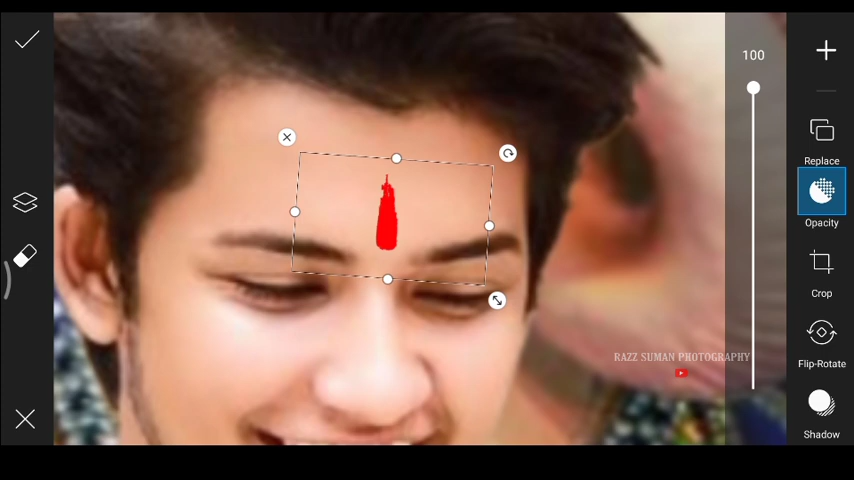 100
Replace
Opacity
Crop
Flip-Rotate
Shadow
RAZZ SUMAN PHOTOGRAPHY